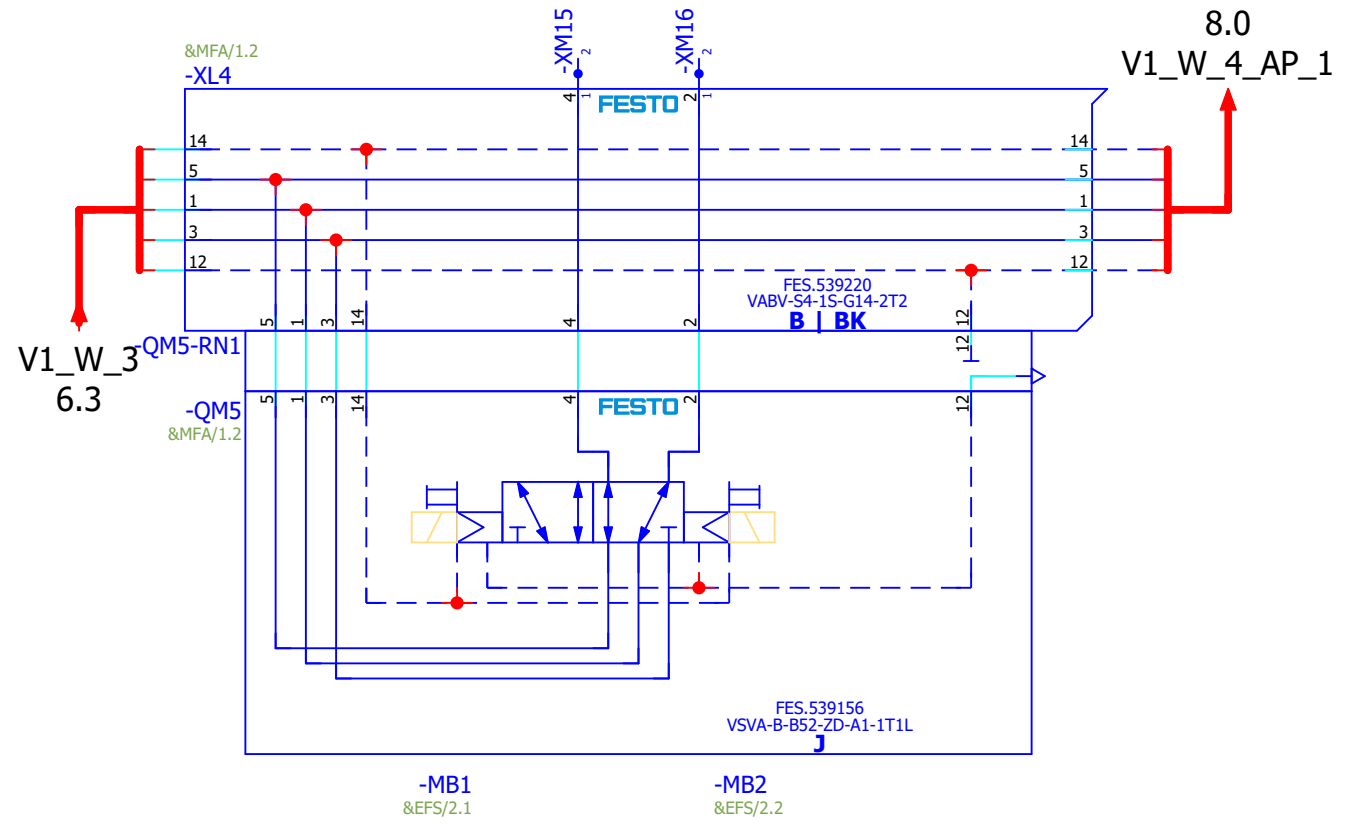 -XM15
2
-XM16
2
8.0
V1_W_4_AP_1
&MFA/1.2
-XL4
4
1
FESTO
2
1
14
14
5
5
1
1
3
3
12
12
FES.539220
VABV-S4-1S-G14-2T2
B | BK
5
1
3
14
4
2
12
V1_W_3
6.3
-QM5-RN1
12
-QM5
&MFA/1.2
5
1
3
14
4
FESTO
2
12
FES.539156
VSVA-B-B52-ZD-A1-1T1L
J
-MB1
&EFS/2.1
-MB2
&EFS/2.2